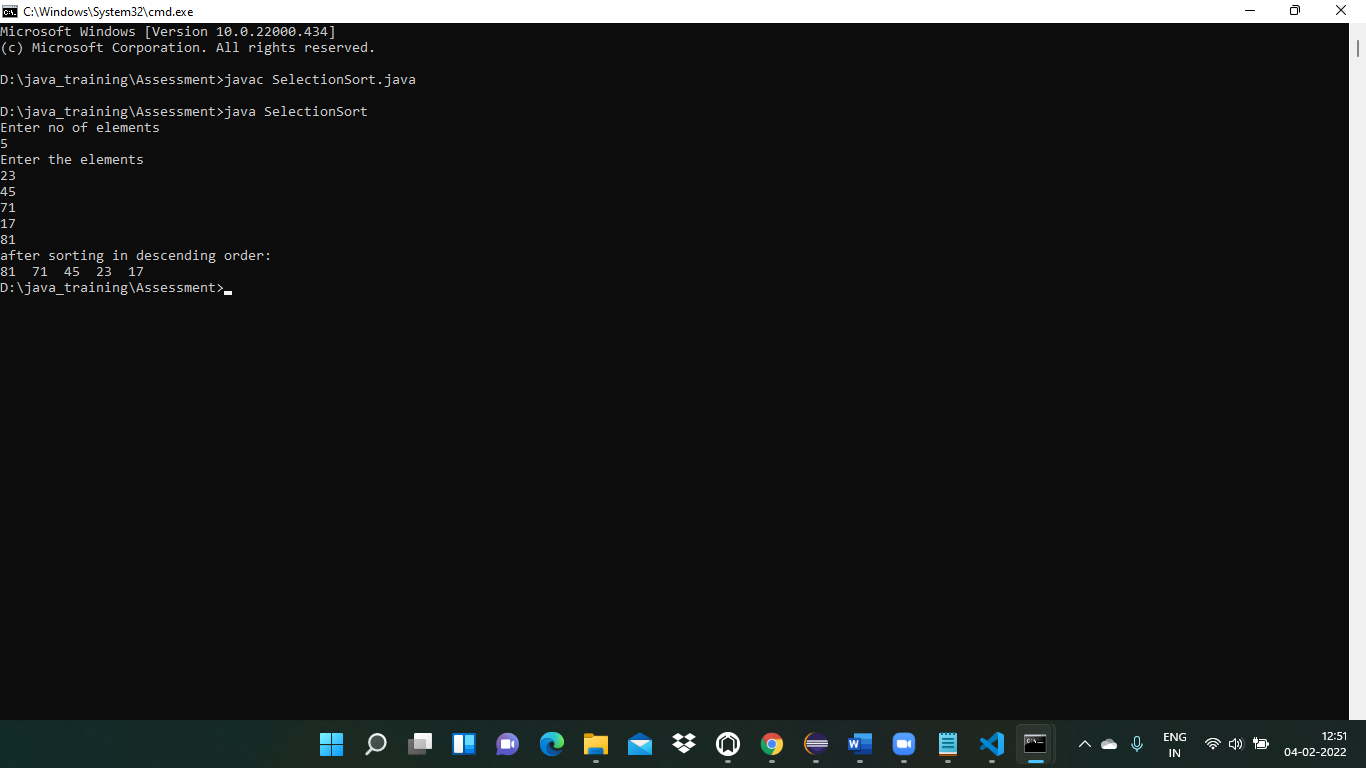 C:\Windows\System32\cmd.exe
Microsoft Windows [Version 10.0.22000.434]
(c) Microsoft Corporation. All rights reserved.
D:\java_training\Assessment>javac SelectionSort.java
D:\java_training\Assessment>java SelectionSort
Enter no of elements
5
Enter the elements
23
45
71
17
81
after sorting in descending order:
81  71  45  23  17
D:\java_training\Assessment>
ENG
IN
12:51
04-02-2022